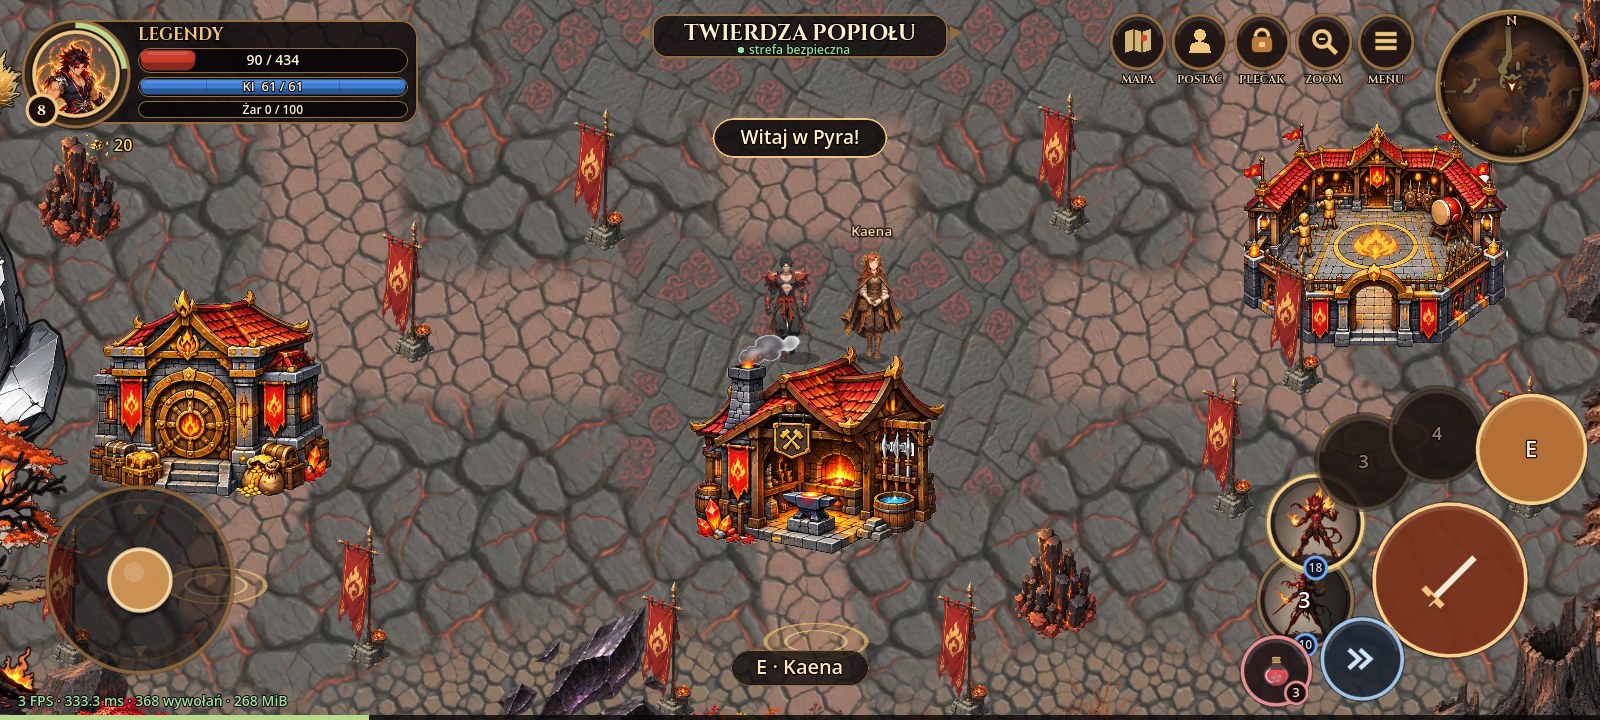 LEGENDY
90 / 434
KI 61 / 61
Żar 0 / 100
8
20
TWIERDZA POPIOŁU
strefa bezpieczna
Witaj w Pyra!
MAPA
POSTAĆ
PLECAK
ZOOM
MENU
N
Kaena
3
4
E
18
3
10
3
E · Kaena
3 FPS · 333.3 ms · 368 wywołań · 268 MiB